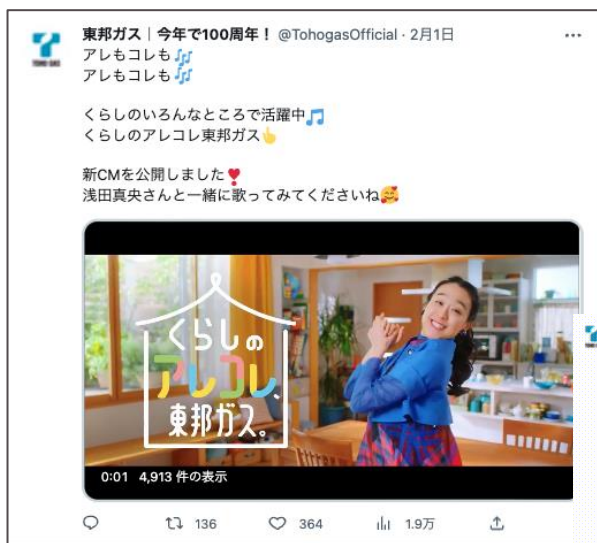 東邦ガス｜今年で100周年！ @TohogasOfficial · 2月1日
TOHO GAS
アレもコレも🎶
アレもコレも🎶
くらしのいろんなところで活躍中🎵
くらしのアレコレ東邦ガス👆
新CMを公開しました❣
浅田真央さんと一緒に歌ってみてくださいね🥰
くらしの
アレコレ、
東邦ガス。
0:01 4,913 件の表示
136 364 1.9万